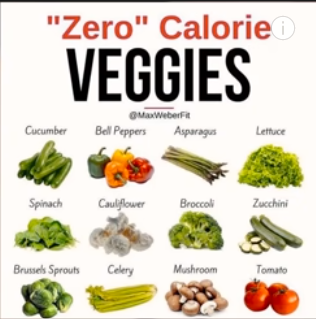 "Zero" Calorie
VEGGIES
@MaxWeberFit
Cucumber Bell Peppers Asparagus Lettuce
Spinach Cauliflower Broccoli Zucchini
Brussels Sprouts Celery Mushroom Tomato